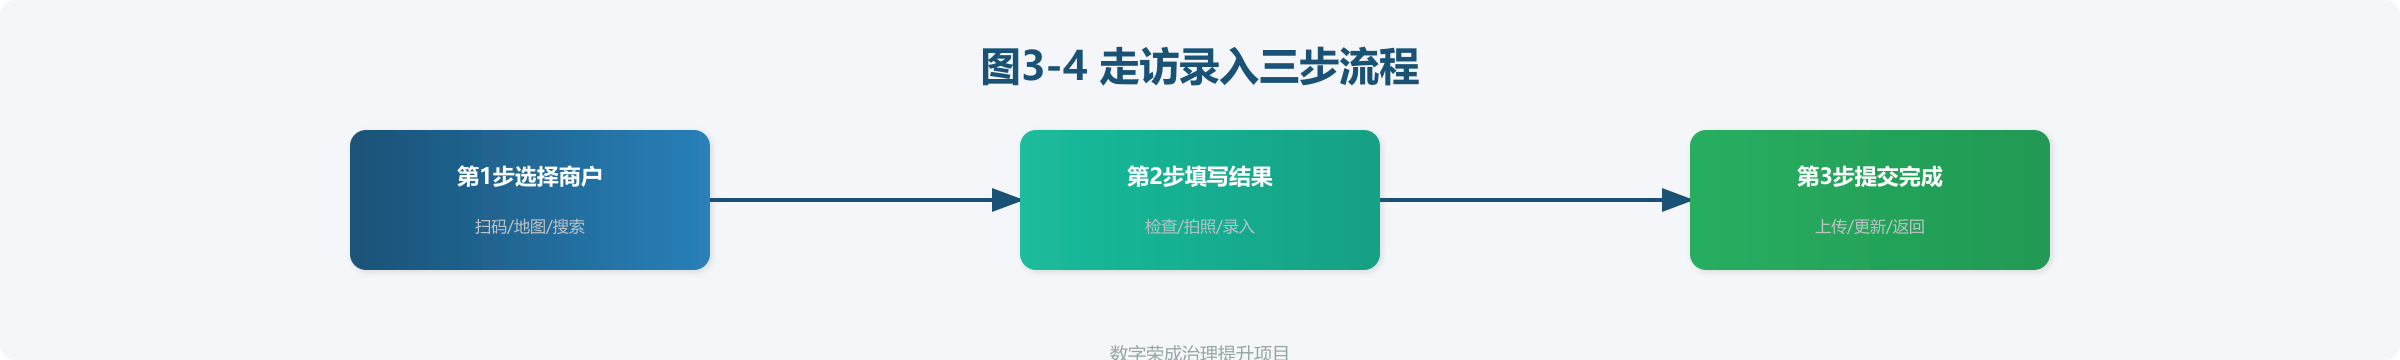 图3-4 走访录入三步流程
第1步选择商户
扫码/地图/搜索
第2步填写结果
检查/拍照/录入
第3步提交完成
上传/更新/返回
数字荣成治理提升项目